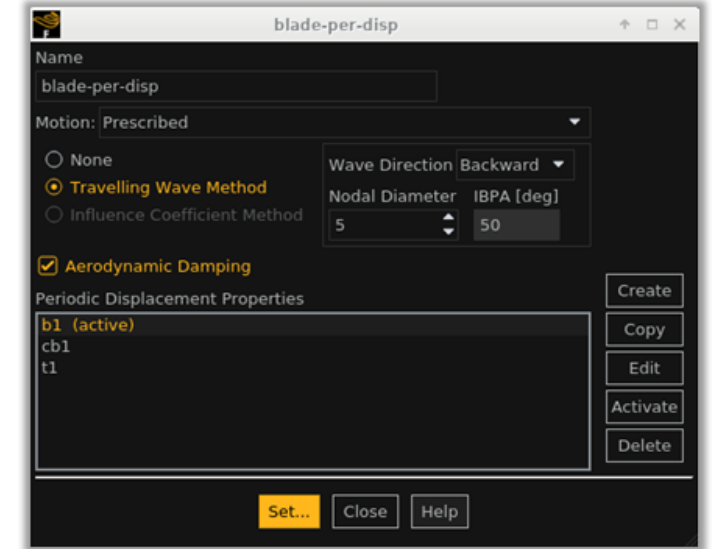 blade-per-disp
Name
blade-per-disp
Motion: Prescribed
None
Travelling Wave Method
Influence Coefficient Method
Wave Direction Backward
Nodal Diameter IBPA [deg]
5 50
Aerodynamic Damping
Periodic Displacement Properties
b1 (active)
cb1
t1
Create
Copy
Edit
Activate
Delete
Set... Close Help